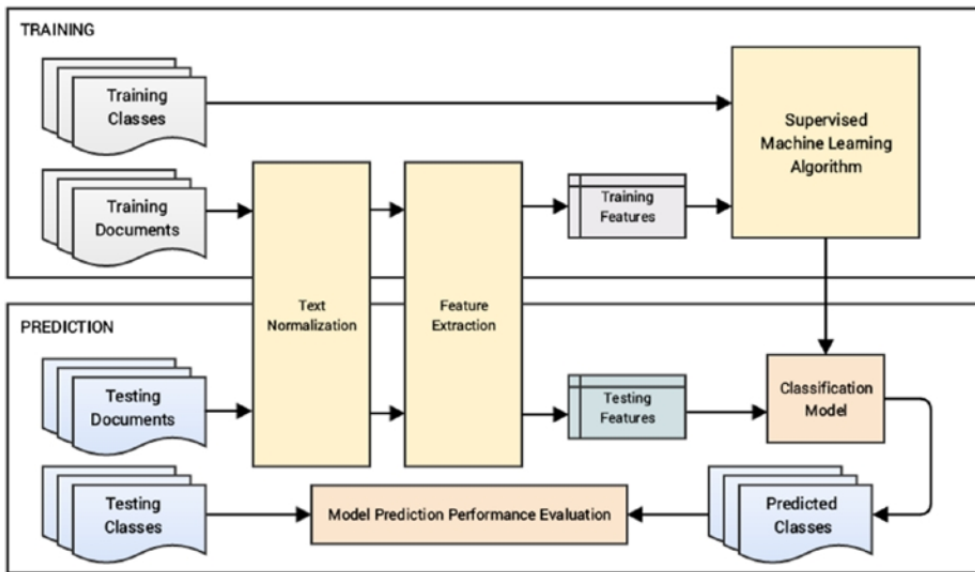 TRAINING
Training
Classes
Supervised
Machine Learning
Algorithm
Training
Documents
Training
Features
Text
Normalization
Feature
Extraction
PREDICTION
Testing
Documents
Testing
Features
Classification
Model
Testing
Classes
Model Prediction Performance Evaluation
Predicted
Classes